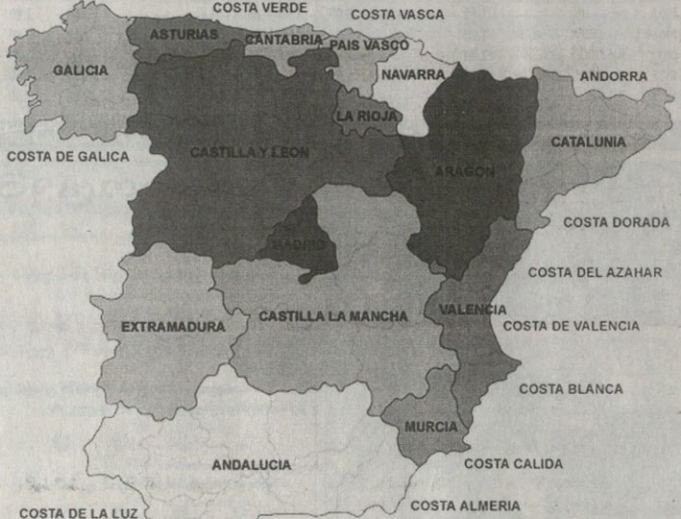 COSTA VERDE
COSTA VASCA
ASTURIAS
CANTABRIA
PAIS VASCO
GALICIA
NAVARRA
ANDORRA
LA RIOJA
COSTA DE GALICA
CASTILLA Y LEON
CATALUNIA
ARAGON
COSTA DORADA
MADRID
COSTA DEL AZAHAR
EXTRAMADURA
CASTILLA LA MANCHA
VALENCIA
COSTA DE VALENCIA
COSTA BLANCA
MURCIA
ANDALUCIA
COSTA CALIDA
COSTA DE LA LUZ
COSTA ALMERIA